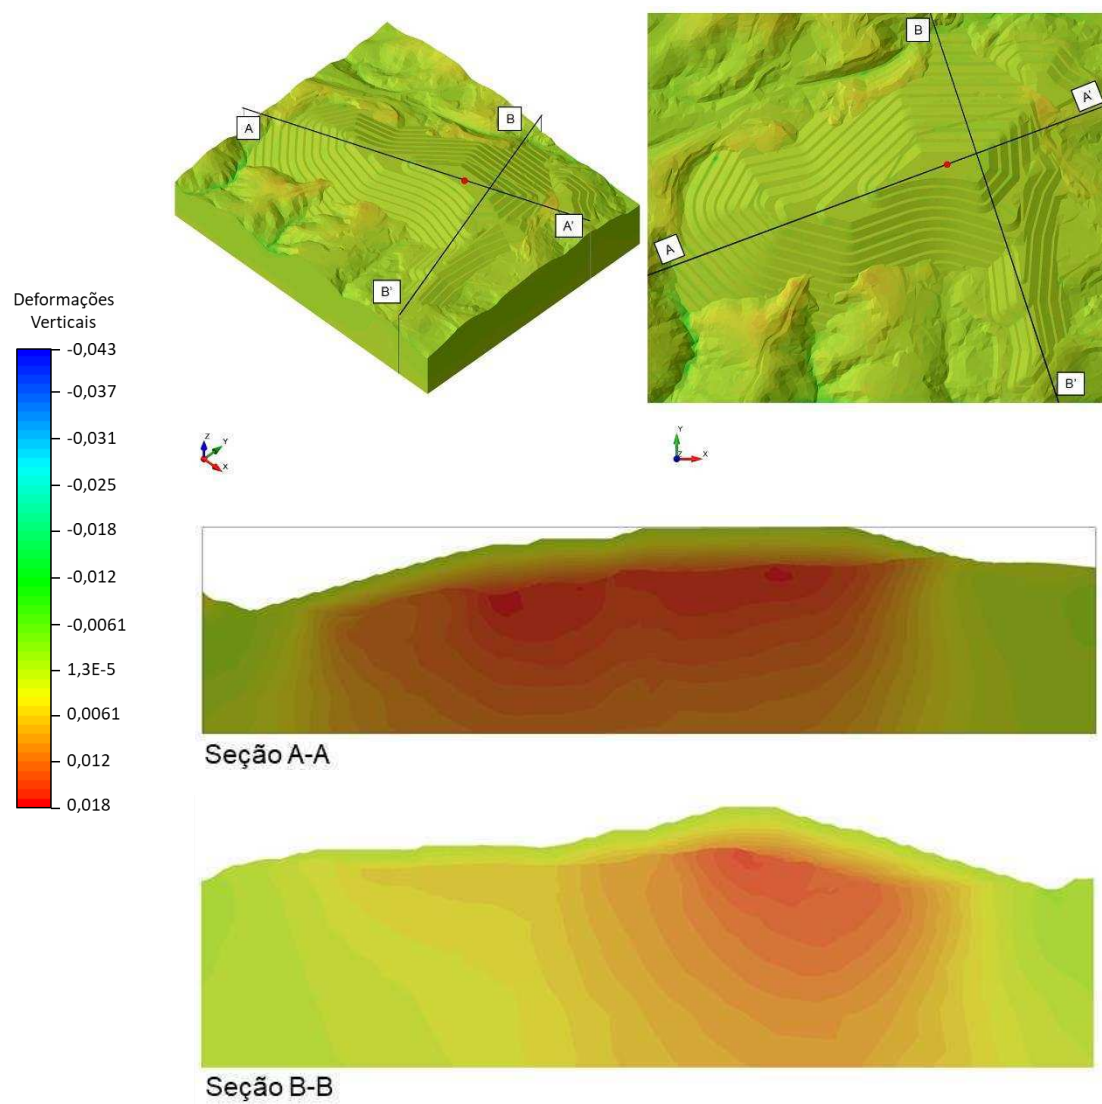 A
B
A'
B'
B
A'
A
B'
Deformações
Verticais
-0,043
-0,037
-0,031
-0,025
-0,018
-0,012
-0,0061
1,3E-5
0,0061
0,012
0,018
Z
Y
X
Y
Z
X
Seção A-A
Seção B-B